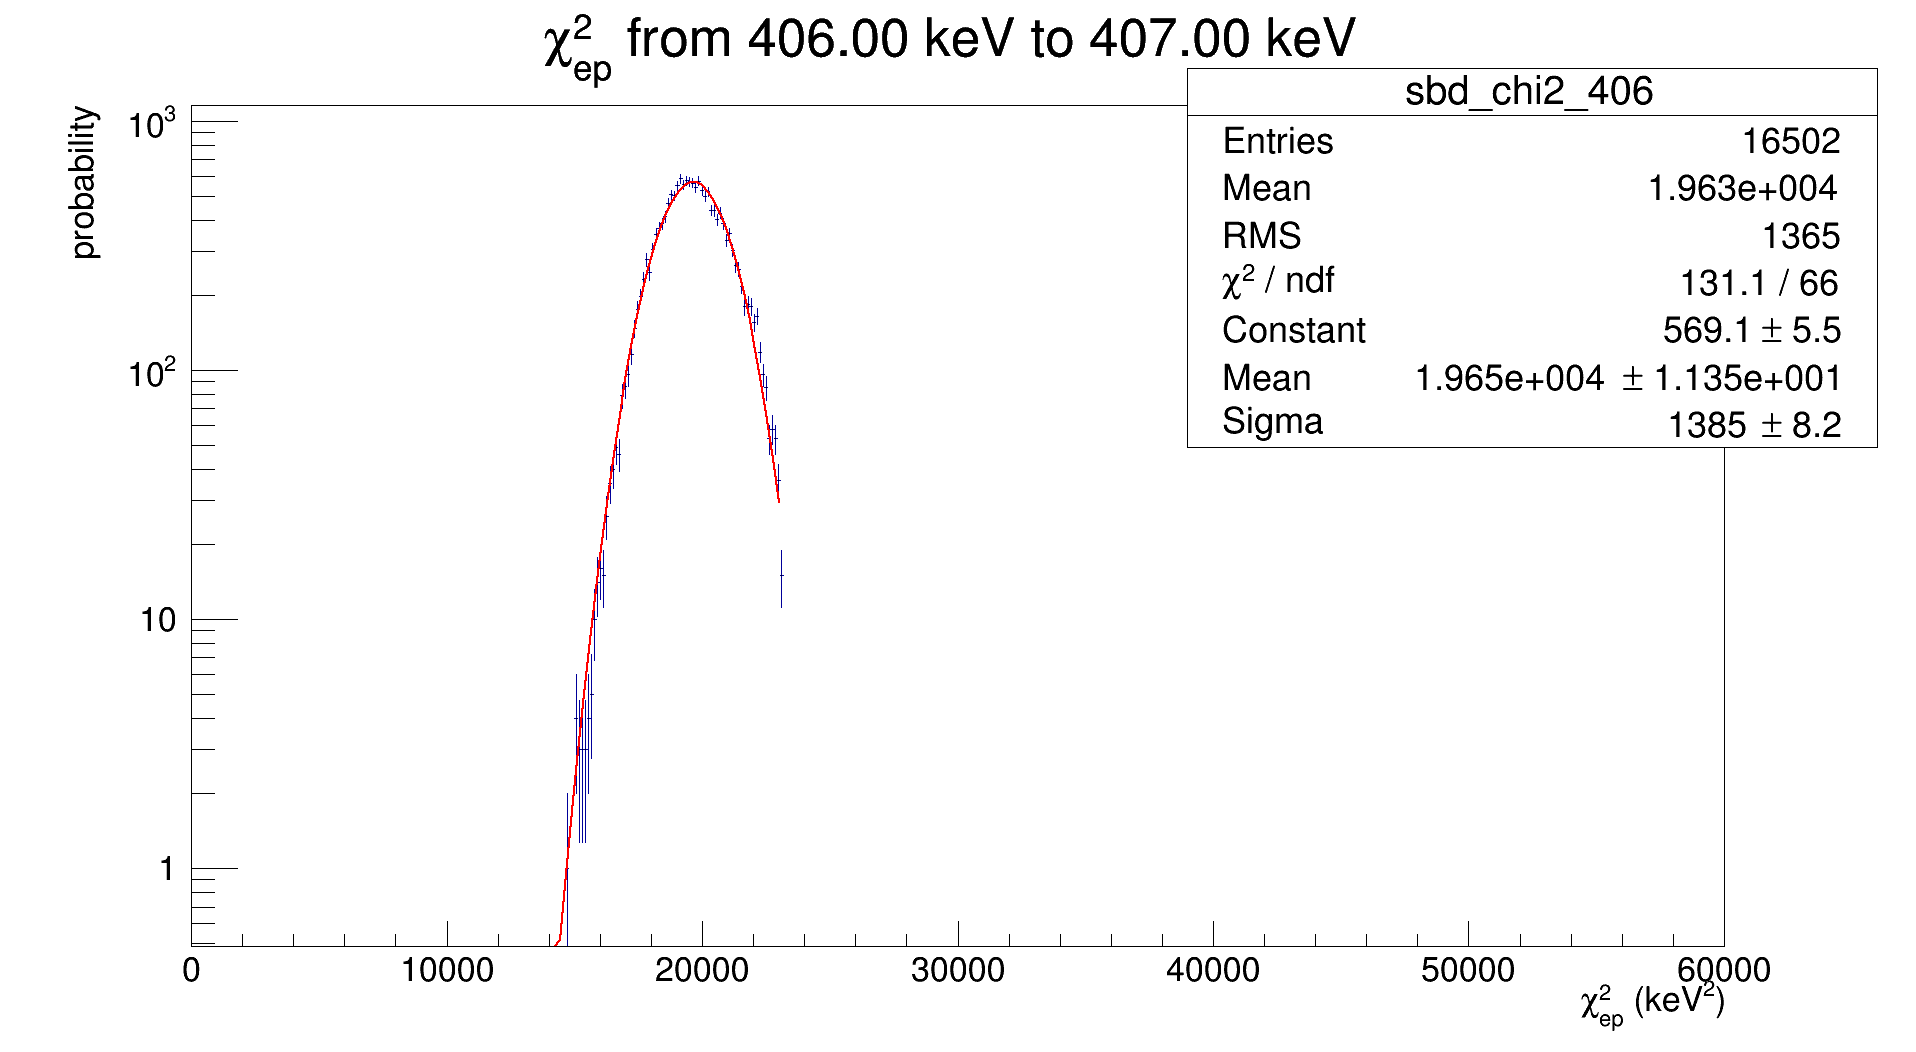 χ²ep from 406.00 keV to 407.00 keV
sbd_chi2_406
Entries 16502
Mean 1.963e+004
RMS 1365
χ² / ndf 131.1 / 66
Constant 569.1 ± 5.5
Mean 1.965e+004 ± 1.135e+001
Sigma 1385 ± 8.2
probability
10³
10²
10
1
0 10000 20000 30000 40000 50000 60000
χ²ep (keV²)